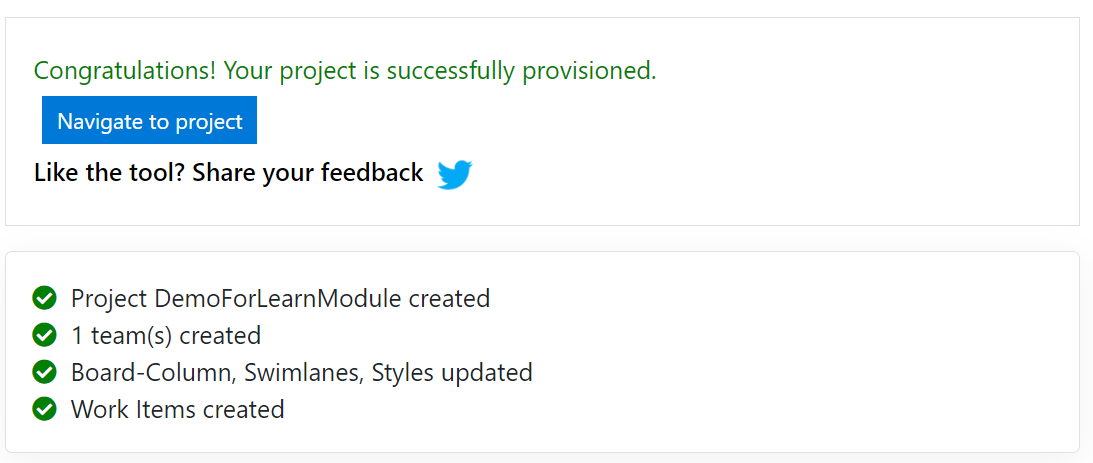 Congratulations! Your project is successfully provisioned.
Navigate to project
Like the tool? Share your feedback
Project DemoForLearnModule created
1 team(s) created
Board-Column, Swimlanes, Styles updated
Work Items created